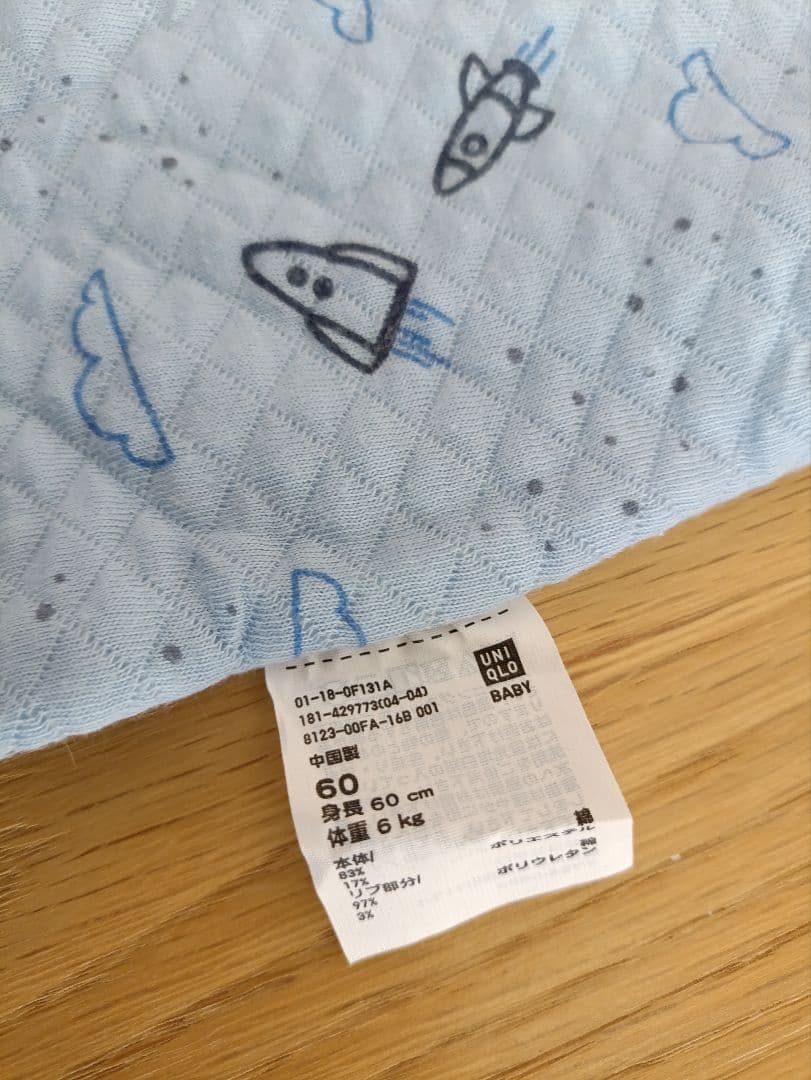 UNI
QLO
BABY
01-18-0F131A
181-429773(04-04)
8123-00FA-16B 001
中国製
60
身長 60 cm
体重 6 kg
本体/
83% 綿
17% ポリエステル
リブ部分/
97% 綿
3% ポリウレタン